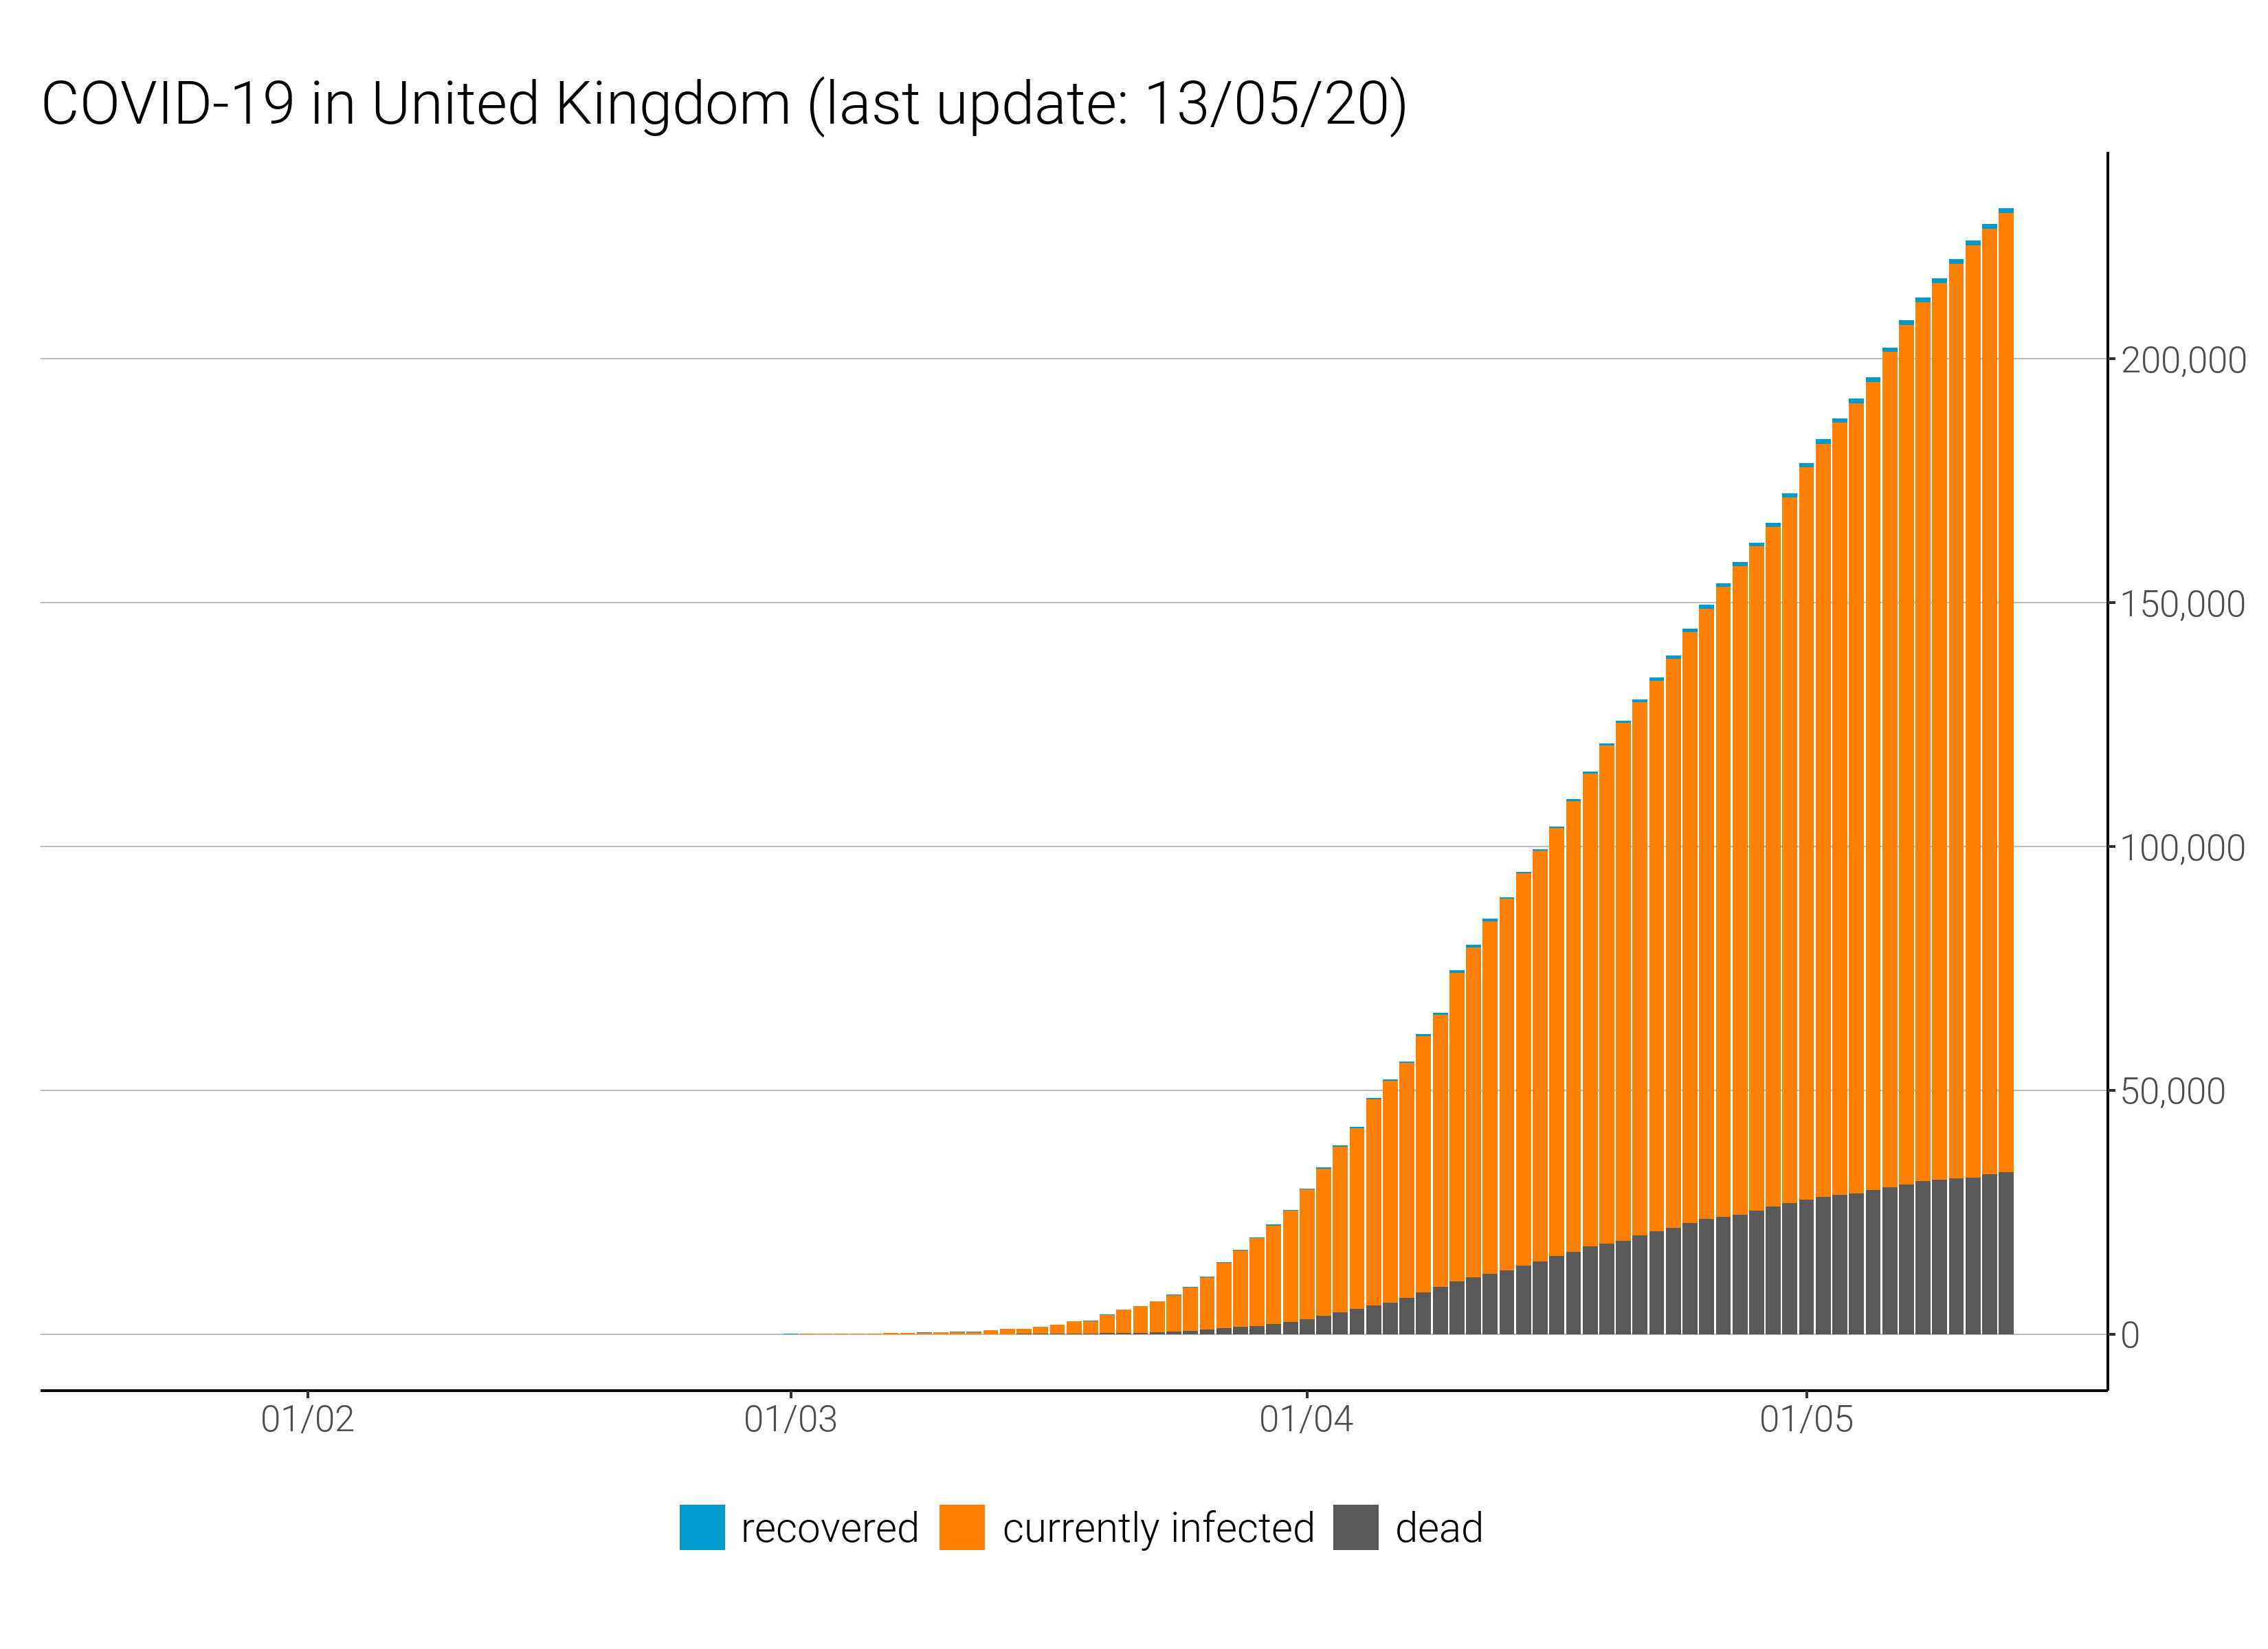 COVID-19 in United Kingdom (last update: 13/05/20)
200,000
150,000
100,000
50,000
0
01/02 01/03 01/04 01/05
recovered currently infected dead